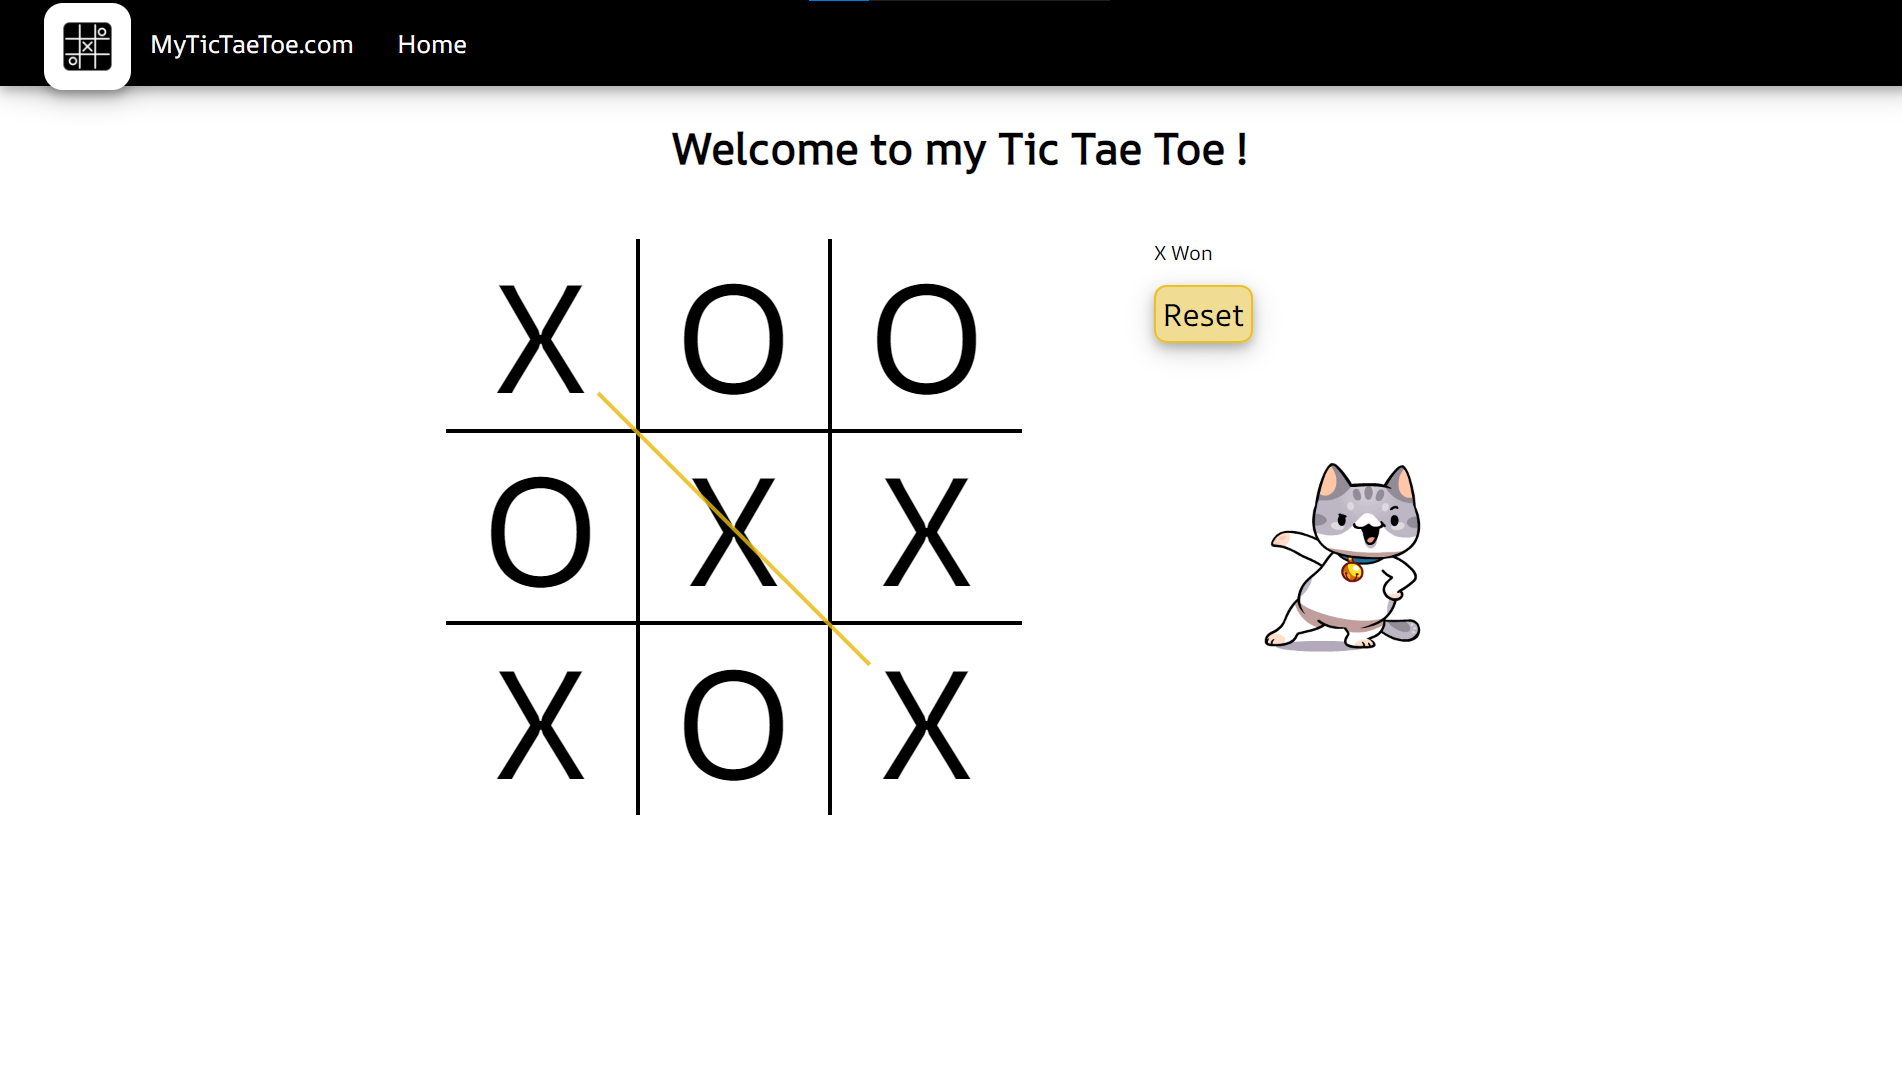 MyTicTaeToe.com Home
Welcome to my Tic Tae Toe !
X Won
Reset
X O O
O X X
X O X